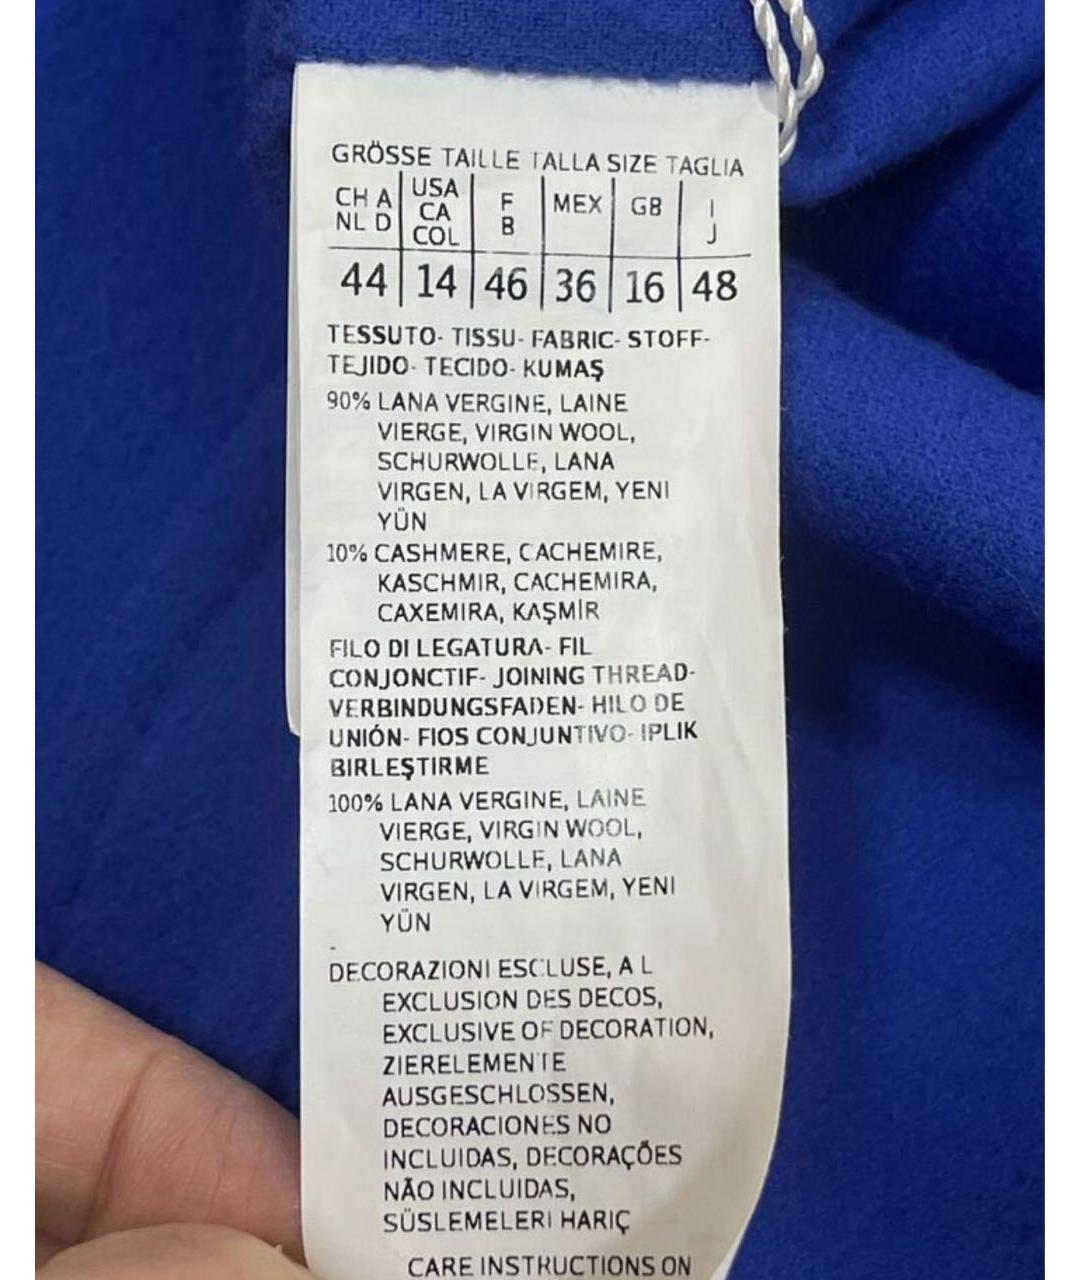 GRÖSSE TAILLE TALLA SIZE TAGLIA
CH A NL D USA CA COL F B MEX GB I J
44 14 46 36 16 48
TESSUTO- TISSU- FABRIC- STOFF-
TEJIDO- TECIDO- KUMAŞ
90% LANA VERGINE, LAINE
VIERGE, VIRGIN WOOL,
SCHURWOLLE, LANA
VIRGEN, LA VIRGEM, YENI
YÜN
10% CASHMERE, CACHEMIRE,
KASCHMIR, CACHEMIRA,
CAXEMIRA, KAŞMİR
FILO DI LEGATURA- FIL
CONJONCTIF- JOINING THREAD-
VERBINDUNGSFADEN- HILO DE
UNIÓN- FIOS CONJUNTIVO- IPLIK
BIRLEŞTIRME
100% LANA VERGINE, LAINE
VIERGE, VIRGIN WOOL,
SCHURWOLLE, LANA
VIRGEN, LA VIRGEM, YENI
YÜN
-
DECORAZIONI ESCLUSE, A L
EXCLUSION DES DECOS,
EXCLUSIVE OF DECORATION,
ZIERELEMENTE
AUSGESCHLOSSEN,
DECORACIONES NO
INCLUIDAS, DECORAÇÕES
NÃO INCLUIDAS,
SÜSLEMELERI HARIÇ
CARE INSTRUCTIONS ON